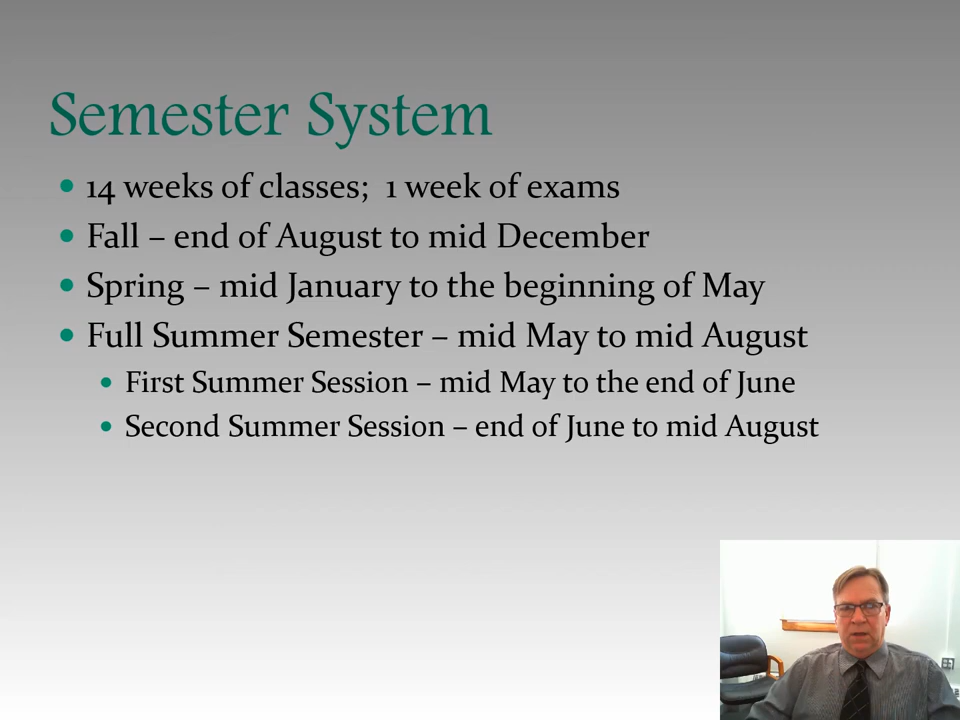 Semester System
14 weeks of classes;  1 week of exams
Fall – end of August to mid December
Spring – mid January to the beginning of May
Full Summer Semester – mid May to mid August
First Summer Session – mid May to the end of June
Second Summer Session – end of June to mid August